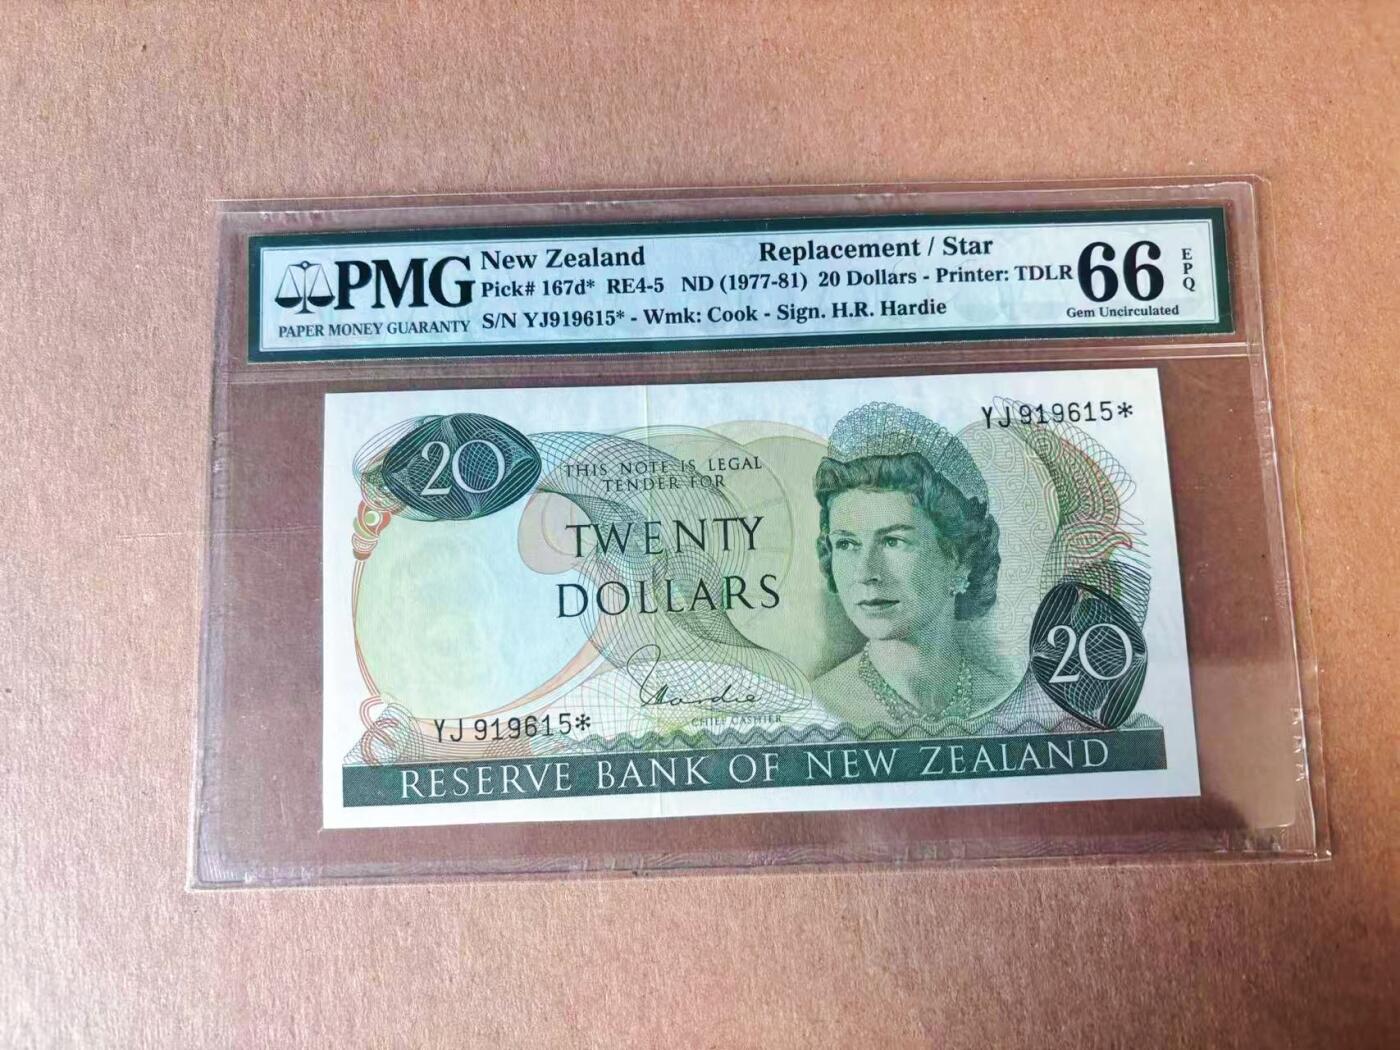 PMG
PAPER MONEY GUARANTY
New Zealand Replacement / Star
Pick# 167d* RE4-5 ND (1977-81) 20 Dollars - Printer: TDLR
S/N YJ919615* - Wmk: Cook - Sign. H.R. Hardie
66 EPQ
Gem Uncirculated
YJ 919615*
20
THIS NOTE IS LEGAL
TENDER FOR
TWENTY
DOLLARS
20
Hardie
CHIEF CASHIER
YJ 919615*
RESERVE BANK OF NEW ZEALAND